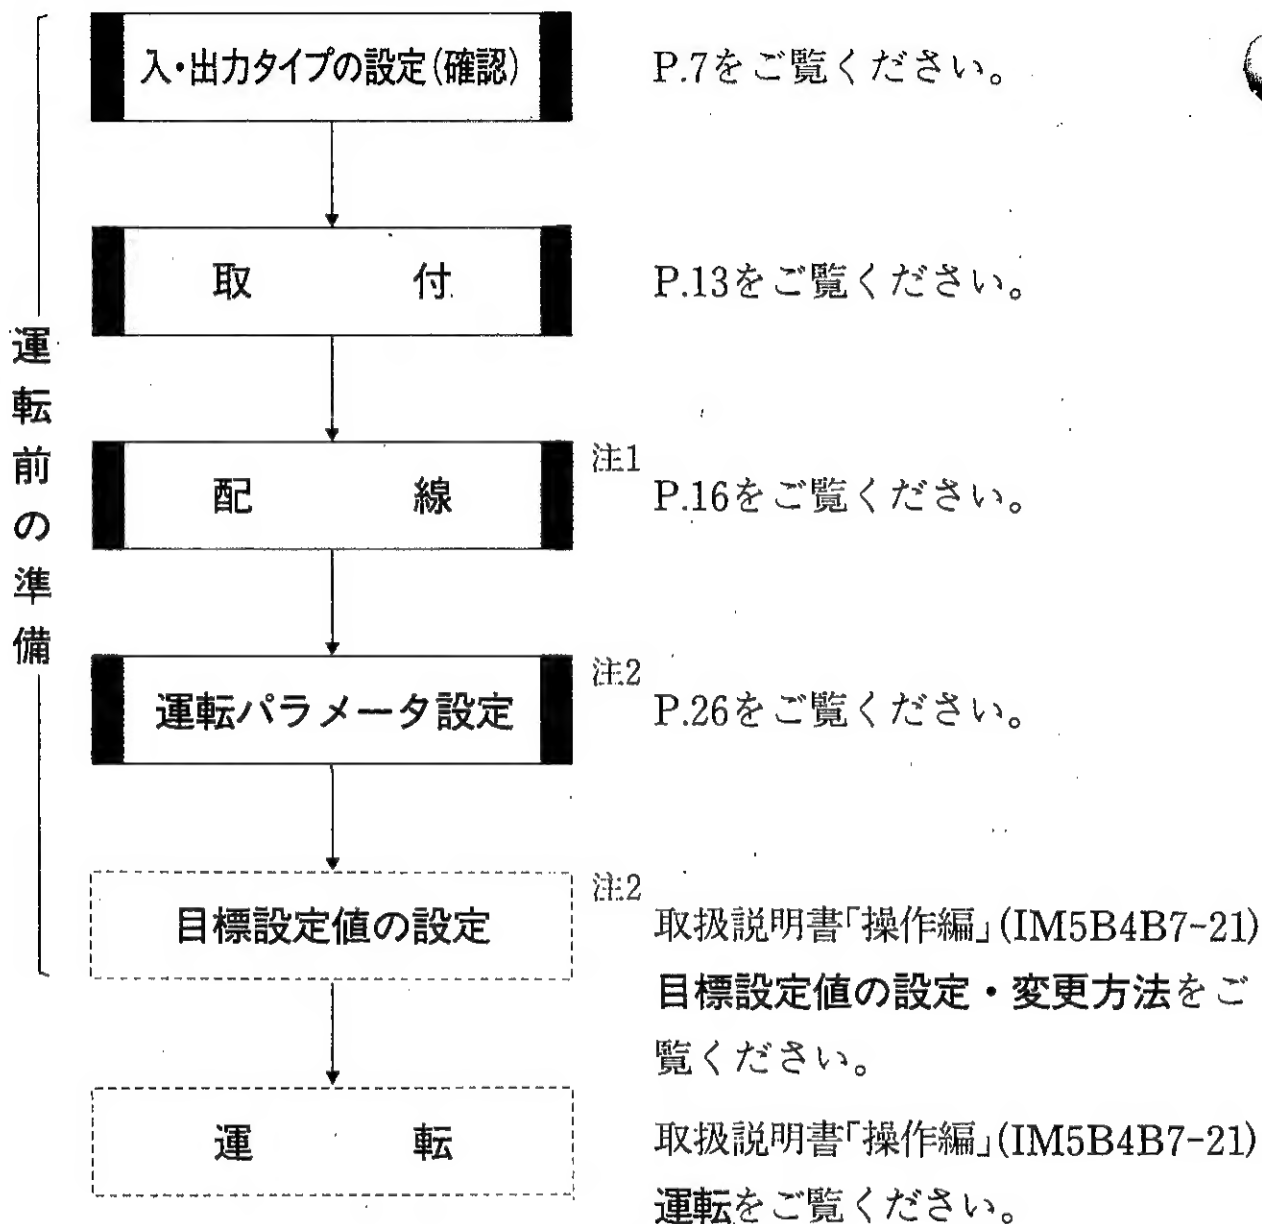 入・出力タイプの設定(確認)
P.7をご覧ください。
取 付
P.13をご覧ください。
運転前の準備
配 線
注1
P.16をご覧ください。
運転パラメータ設定
注2
P.26をご覧ください。
目標設定値の設定
注2
取扱説明書「操作編」(IM5B4B7-21)
目標設定値の設定・変更方法をご
覧ください。
運 転
取扱説明書「操作編」(IM5B4B7-21)
運転をご覧ください。